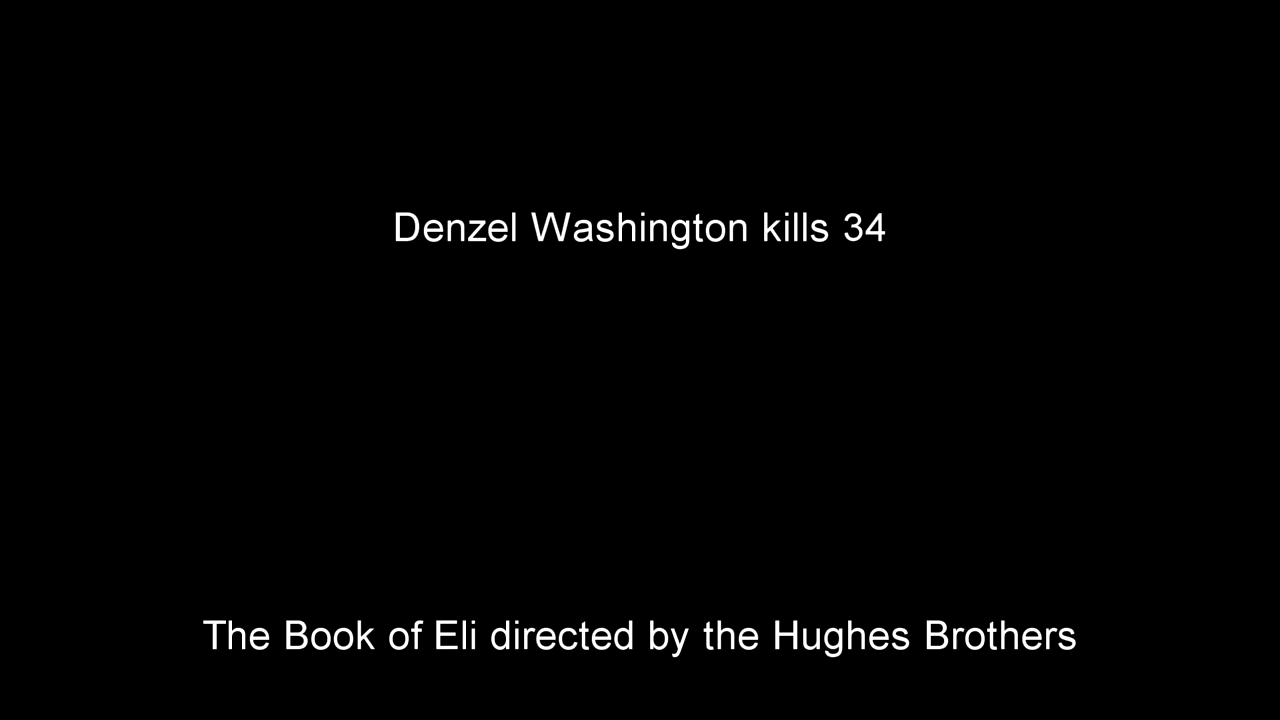 Denzel Washington kills 34
The Book of Eli directed by the Hughes Brothers